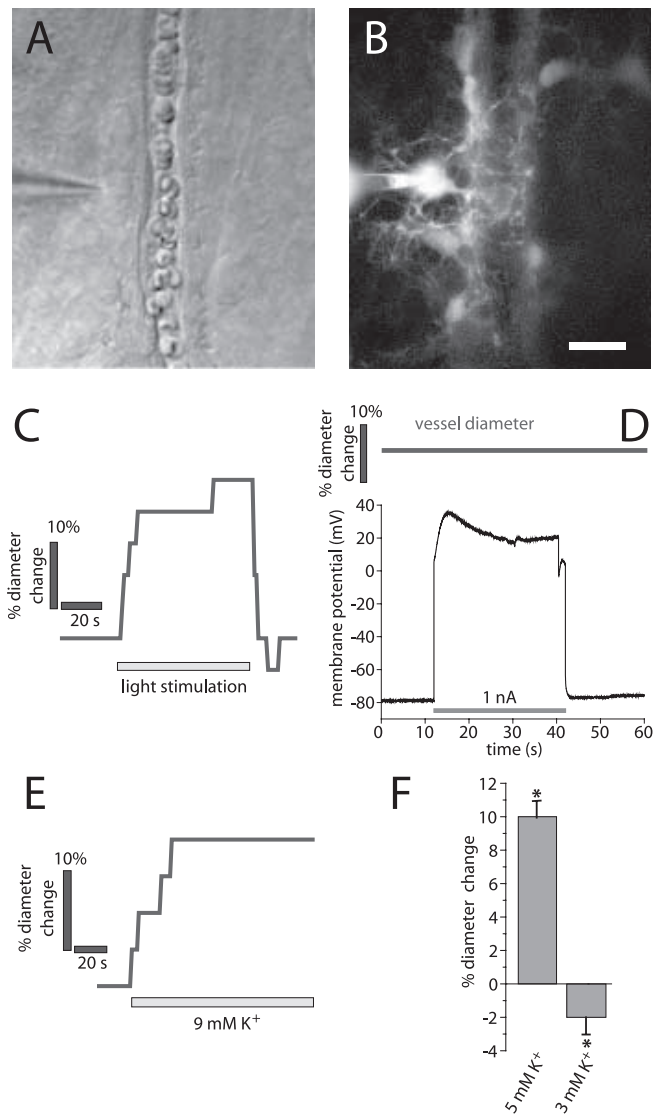 A
B
C
10%
% diameter
change
20 s
light stimulation
D
10%
% diameter
change
vessel diameter
membrane potential (mV)
40
20
0
-20
-40
-60
-80
1 nA
0 10 20 30 40 50 60
time (s)
E
10%
% diameter
change
20 s
9 mM K⁺
F
% diameter change
12
10
8
6
4
2
0
-2
-4
*
*
5 mM K⁺
3 mM K⁺